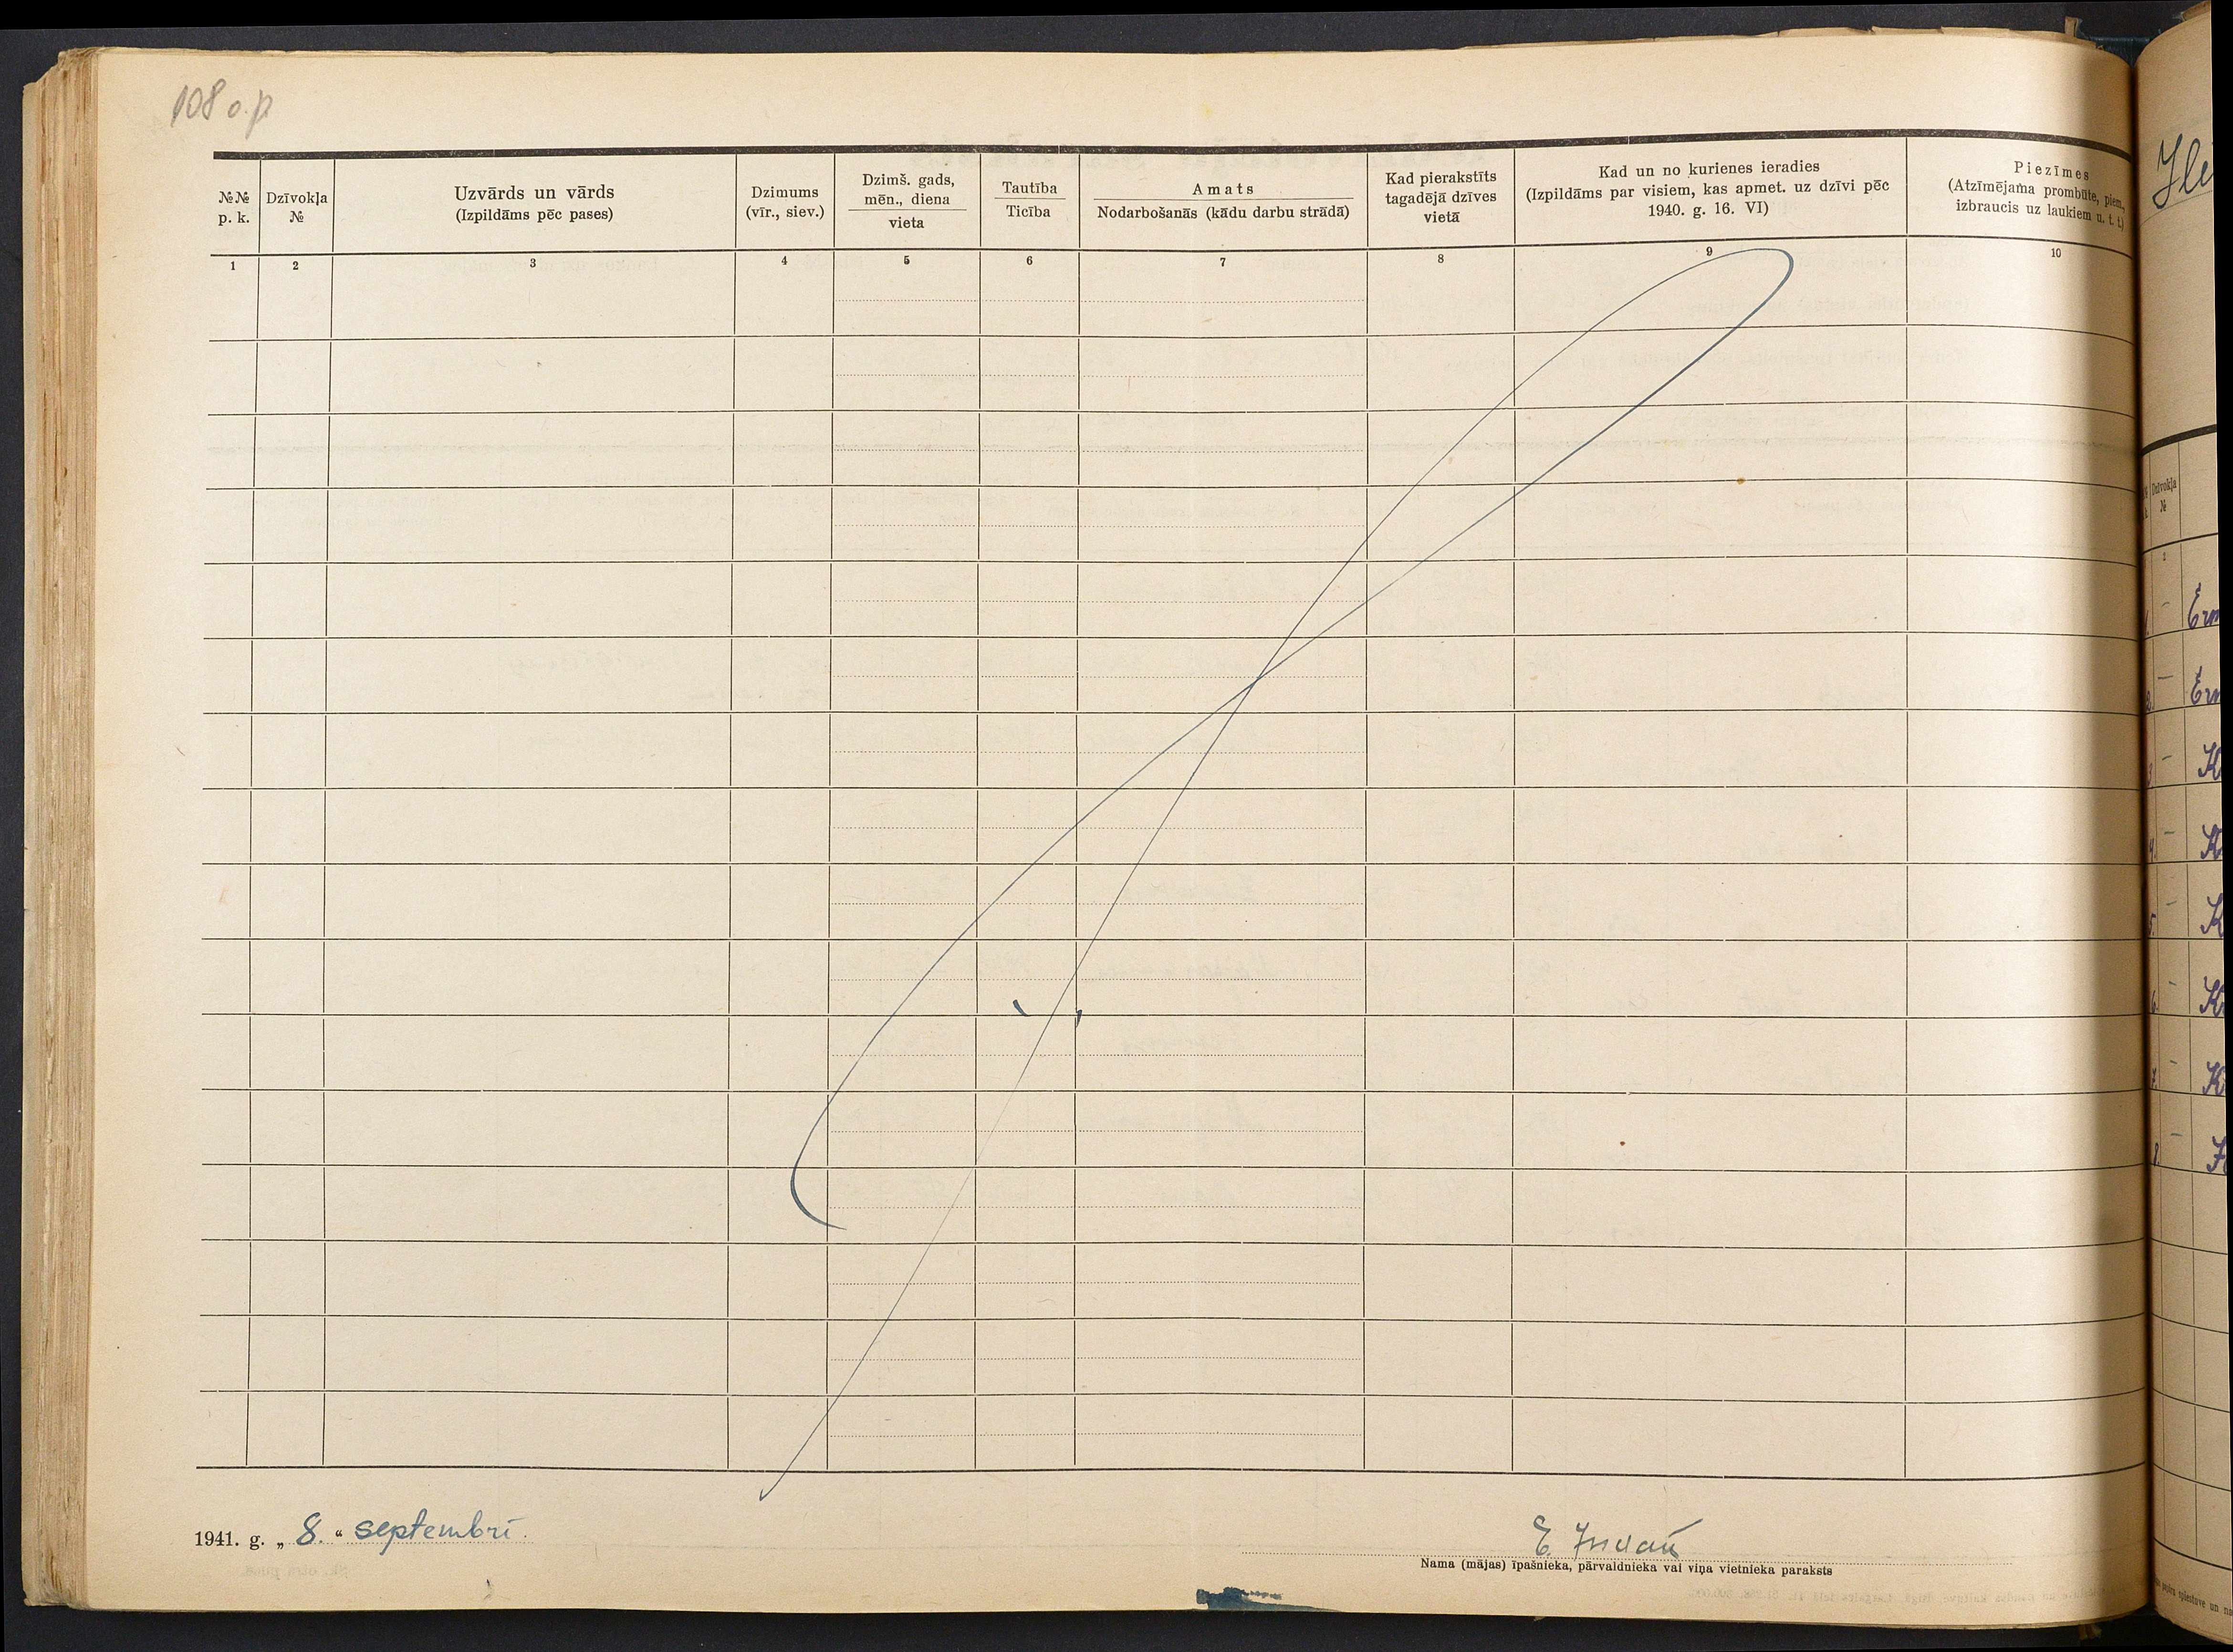 108 o.p
№№ p. k.
Dzīvokļa №
Uzvārds un vārds
(Izpildāms pēc pases)
Dzimums
(vīr., siev.)
Dzimš. gads,
mēn., diena
vieta
Tautība
Ticība
Amats
Nodarbošanās (kādu darbu strādā)
Kad pierakstīts
tagadējā dzīves
vietā
Kad un no kurienes ieradies
(Izpildāms par visiem, kas apmet. uz dzīvi pēc
1940. g. 16. VI)
Piezīmes
(Atzīmējama prombūte, piem.,
izbraucis uz laukiem u. t. t.)
1 2 3 4 5 6 7 8 9 10
1941. g. „ 8. “ septembrī.
E.
Nama (mājas) īpašnieka, pārvaldnieka vai viņa vietnieka paraksts
Dzīvokļa
№
2